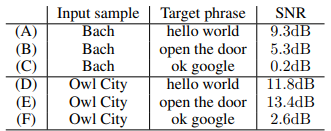 Input sample Target phrase SNR
(A) Bach hello world 9.3dB
(B) Bach open the door 5.3dB
(C) Bach ok google 0.2dB
(D) Owl City hello world 11.8dB
(E) Owl City open the door 13.4dB
(F) Owl City ok google 2.6dB